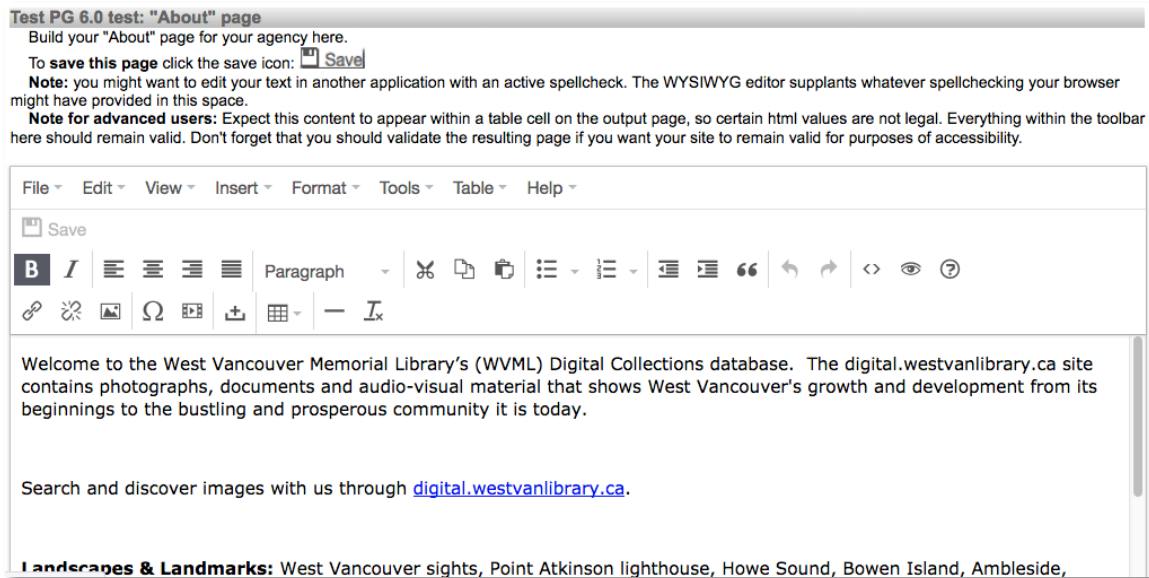 Test PG 6.0 test: "About" page
Build your "About" page for your agency here.
To save this page click the save icon: Save
Note: you might want to edit your text in another application with an active spellcheck. The WYSIWYG editor supplants whatever spellchecking your browser
might have provided in this space.
Note for advanced users: Expect this content to appear within a table cell on the output page, so certain html values are not legal. Everything within the toolbar
here should remain valid. Don't forget that you should validate the resulting page if you want your site to remain valid for purposes of accessibility.
File Edit View Insert Format Tools Table Help
Save
B I Paragraph
Welcome to the West Vancouver Memorial Library’s (WVML) Digital Collections database.  The digital.westvanlibrary.ca site
contains photographs, documents and audio-visual material that shows West Vancouver's growth and development from its
beginnings to the bustling and prosperous community it is today.
Search and discover images with us through digital.westvanlibrary.ca.
Landscapes & Landmarks: West Vancouver sights, Point Atkinson lighthouse, Howe Sound, Bowen Island, Ambleside,